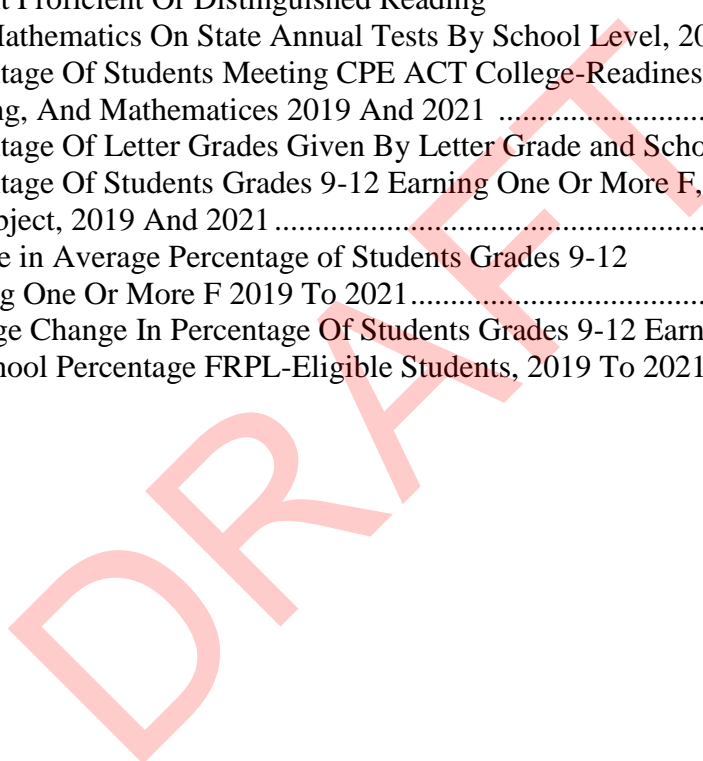 t Proficient Or Distinguished Reading
Mathematics On State Annual Tests By School Level, 20
tage Of Students Meeting CPE ACT College-Readines
ng, And Mathematices 2019 And 2021 ........................
tage Of Letter Grades Given By Letter Grade and Scho
tage Of Students Grades 9-12 Earning One Or More F,
bject, 2019 And 2021..................................................
e in Average Percentage of Students Grades 9-12
g One Or More F 2019 To 2021..................................
ge Change In Percentage Of Students Grades 9-12 Earn
hool Percentage FRPL-Eligible Students, 2019 To 2021
DRAFT